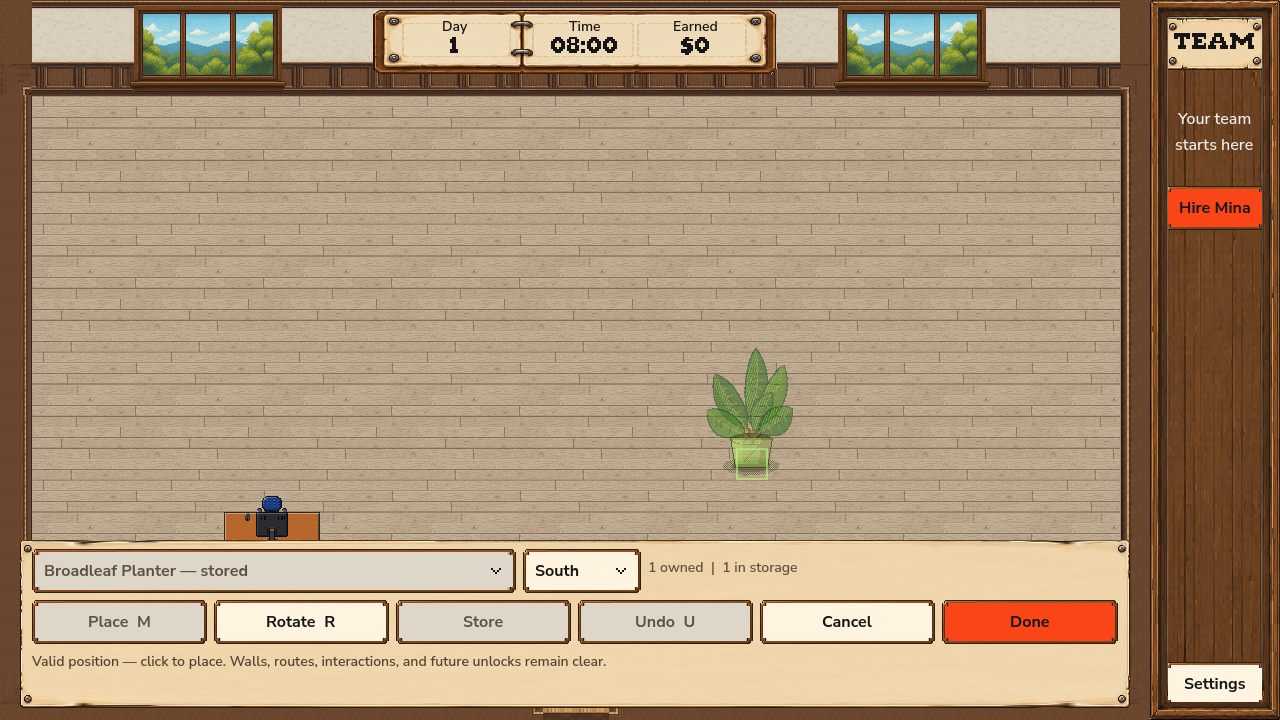 Day
1
Time
08:00
Earned
$0
TEAM
Your team
starts here
Hire Mina
Broadleaf Planter — stored
South
1 owned | 1 in storage
Place M
Rotate R
Store
Undo U
Cancel
Done
Valid position — click to place. Walls, routes, interactions, and future unlocks remain clear.
Settings